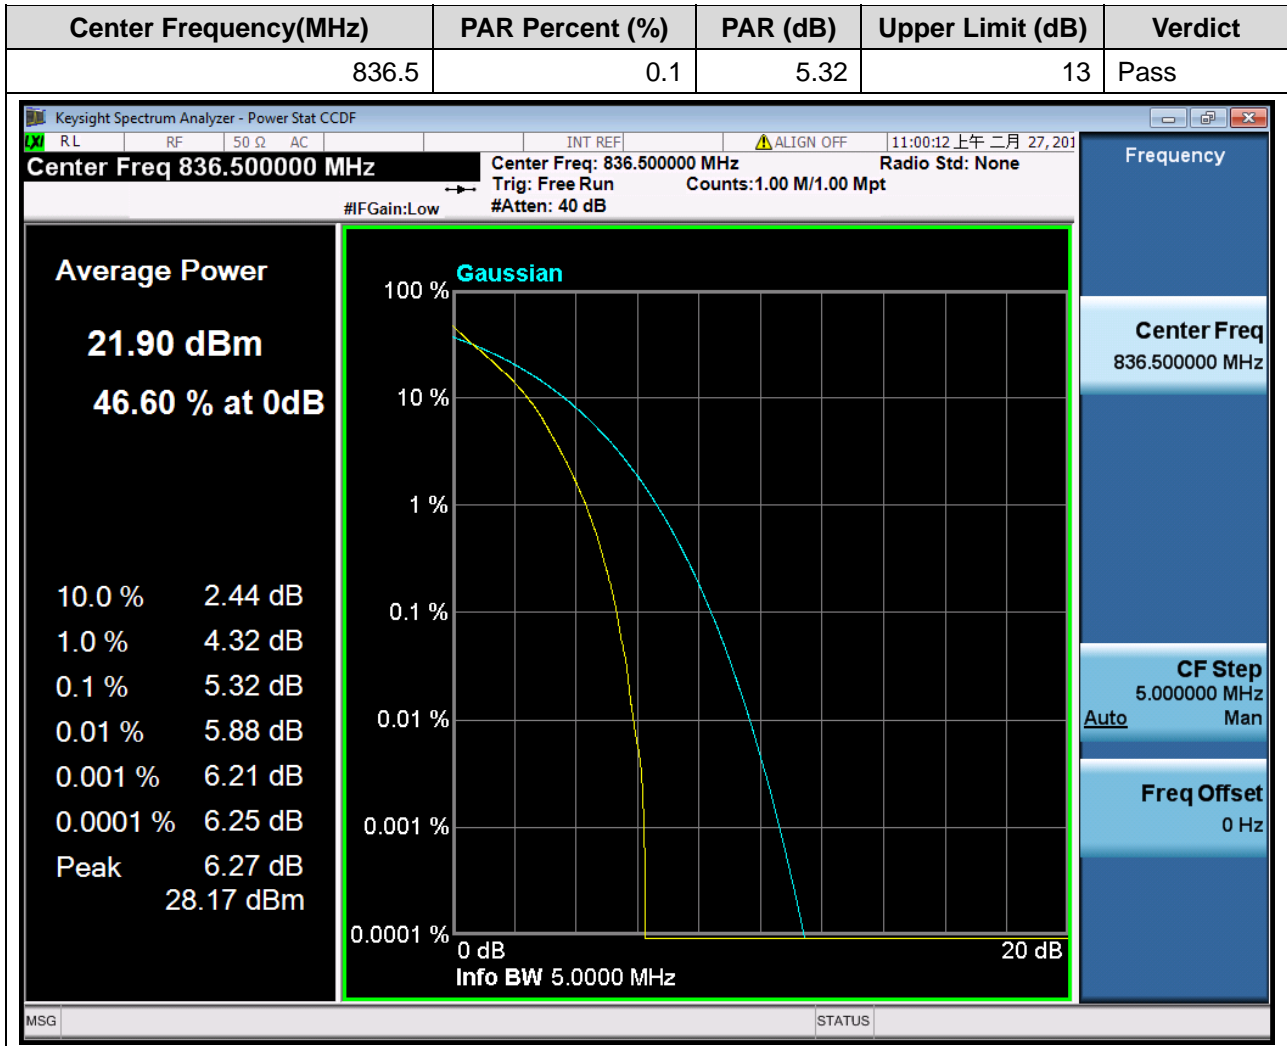 Center Frequency(MHz) PAR Percent (%) PAR (dB) Upper Limit (dB) Verdict
836.5 0.1 5.32 13 Pass
Keysight Spectrum Analyzer - Power Stat CCDF
LXI RL RF 50 Ω AC INT REF ALIGN OFF 11:00:12 上午 二月 27, 201
Center Freq 836.500000 MHz
Center Freq: 836.500000 MHz Radio Std: None
Trig: Free Run Counts:1.00 M/1.00 Mpt
#IFGain:Low #Atten: 40 dB
Average Power
21.90 dBm
46.60 % at 0dB
10.0 % 2.44 dB
1.0 % 4.32 dB
0.1 % 5.32 dB
0.01 % 5.88 dB
0.001 % 6.21 dB
0.0001 % 6.25 dB
Peak 6.27 dB
28.17 dBm
Gaussian
100 %
10 %
1 %
0.1 %
0.01 %
0.001 %
0.0001 %
0 dB 20 dB
Info BW 5.0000 MHz
Frequency
Center Freq
836.500000 MHz
CF Step
5.000000 MHz
Auto Man
Freq Offset
0 Hz
MSG STATUS